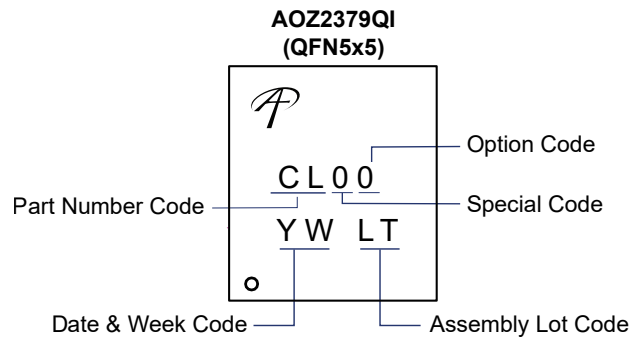 AOZ2379QI
(QFN5x5)
Option Code
CL00
Part Number Code
Special Code
YW LT
Date & Week Code
Assembly Lot Code